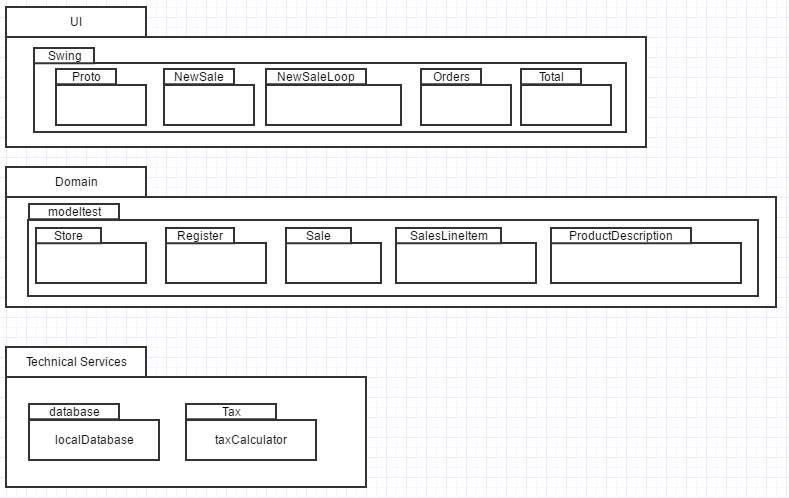 UI
Swing
Proto
NewSale
NewSaleLoop
Orders
Total
Domain
modeltest
Store
Register
Sale
SalesLineItem
ProductDescription
Technical Services
database
Tax
localDatabase
taxCalculator